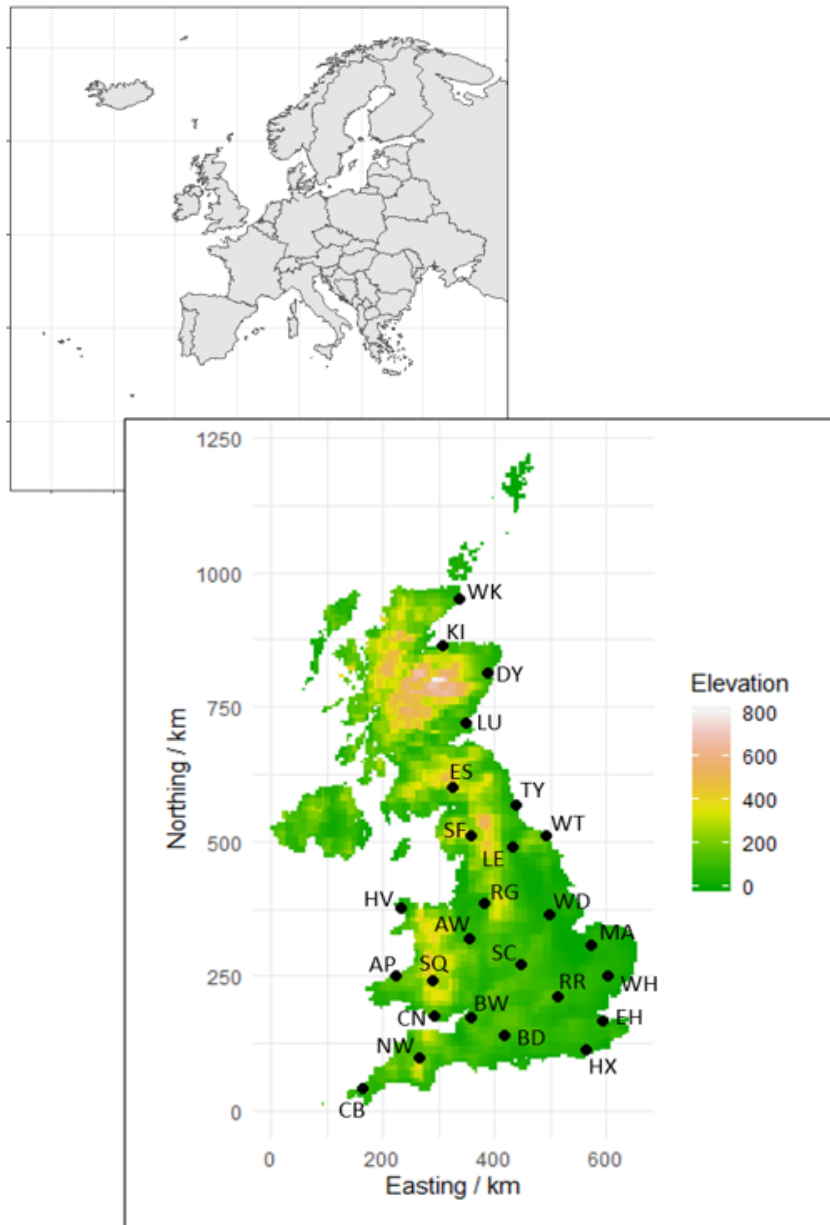 1250
1000
750
500
250
0
0
200
400
600
Northing / km
Easting / km
WK
KI
DY
LU
ES
TY
WT
SF
LE
RG
HV
WD
AW
MA
SC
AP
SQ
RR
WH
CN
BW
EH
NW
BD
HX
CB
Elevation
800
600
400
200
0